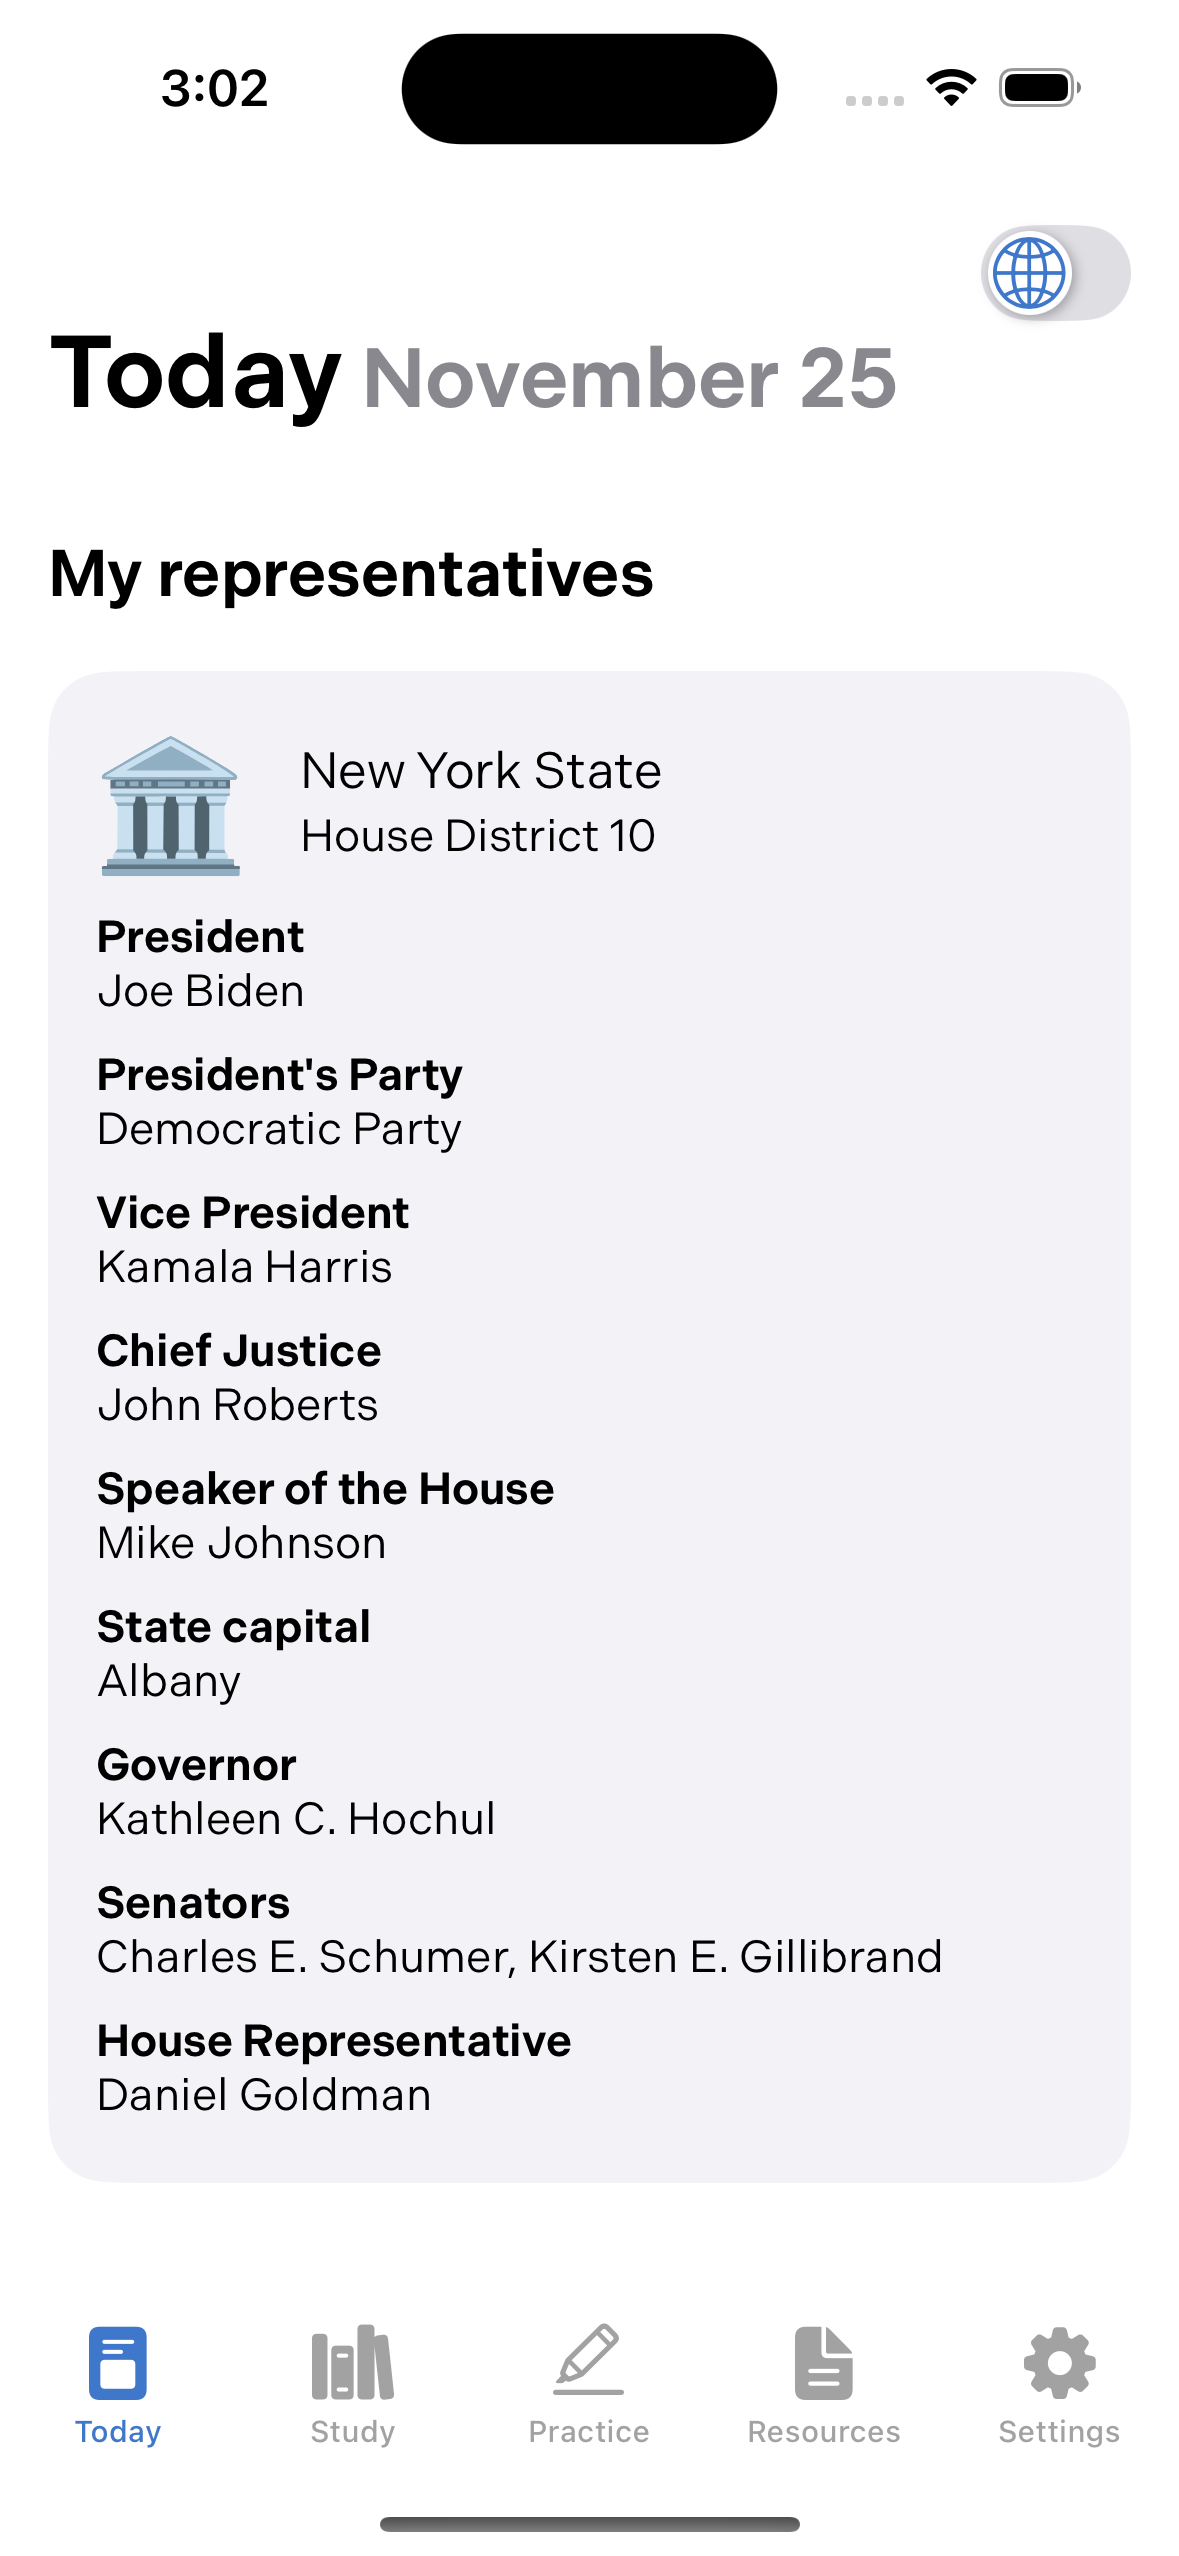 3:02
Today November 25
My representatives
New York State
House District 10
President
Joe Biden
President's Party
Democratic Party
Vice President
Kamala Harris
Chief Justice
John Roberts
Speaker of the House
Mike Johnson
State capital
Albany
Governor
Kathleen C. Hochul
Senators
Charles E. Schumer, Kirsten E. Gillibrand
House Representative
Daniel Goldman
Today Study Practice Resources Settings